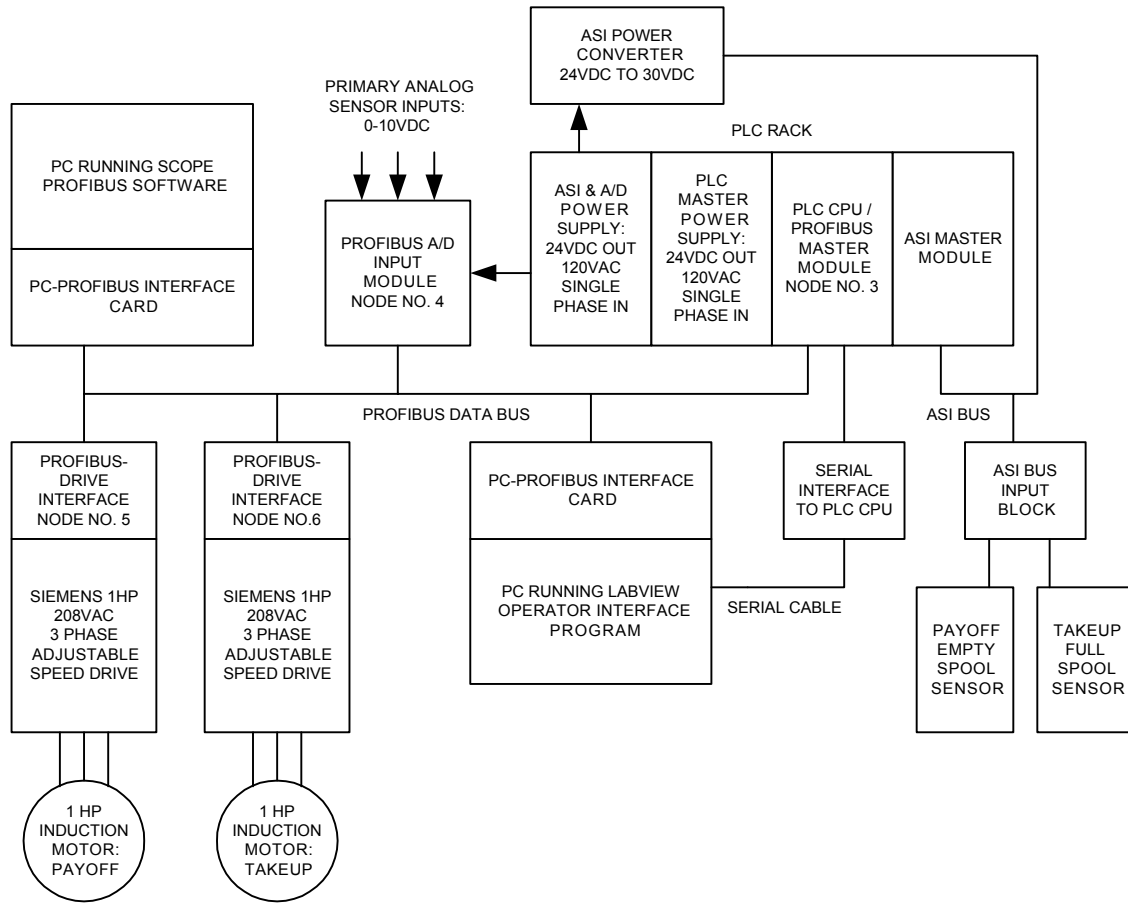 ASI POWER
CONVERTER
24VDC TO 30VDC
PRIMARY ANALOG
SENSOR INPUTS:
0-10VDC
PLC RACK
PC RUNNING SCOPE
PROFIBUS SOFTWARE
PC-PROFIBUS INTERFACE
CARD
PROFIBUS A/D
INPUT
MODULE
NODE NO. 4
ASI & A/D
POWER
SUPPLY:
24VDC OUT
120VAC
SINGLE
PHASE IN
PLC
MASTER
POWER
SUPPLY:
24VDC OUT
120VAC
SINGLE
PHASE IN
PLC CPU /
PROFIBUS
MASTER
MODULE
NODE NO. 3
ASI MASTER
MODULE
PROFIBUS DATA BUS
ASI BUS
PROFIBUS-
DRIVE
INTERFACE
NODE NO. 5
PROFIBUS-
DRIVE
INTERFACE
NODE NO.6
PC-PROFIBUS INTERFACE
CARD
SERIAL
INTERFACE
TO PLC CPU
ASI BUS
INPUT
BLOCK
SIEMENS 1HP
208VAC
3 PHASE
ADJUSTABLE
SPEED DRIVE
SIEMENS 1HP
208VAC
3 PHASE
ADJUSTABLE
SPEED DRIVE
PC RUNNING LABVIEW
OPERATOR INTERFACE
PROGRAM
SERIAL CABLE
PAYOFF
EMPTY
SPOOL
SENSOR
TAKEUP
FULL
SPOOL
SENSOR
1 HP
INDUCTION
MOTOR:
PAYOFF
1 HP
INDUCTION
MOTOR:
TAKEUP